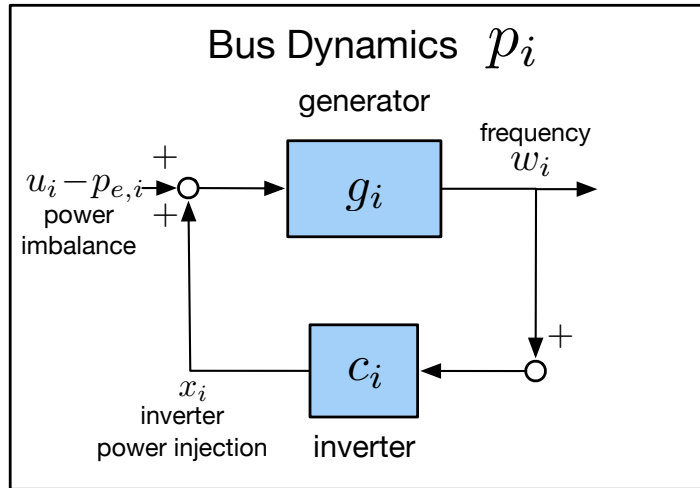 Bus Dynamics p_i
generator
frequency
w_i
+
u_i − p_{e,i}
+
power
imbalance
g_i
+
c_i
x_i
inverter
power injection
inverter